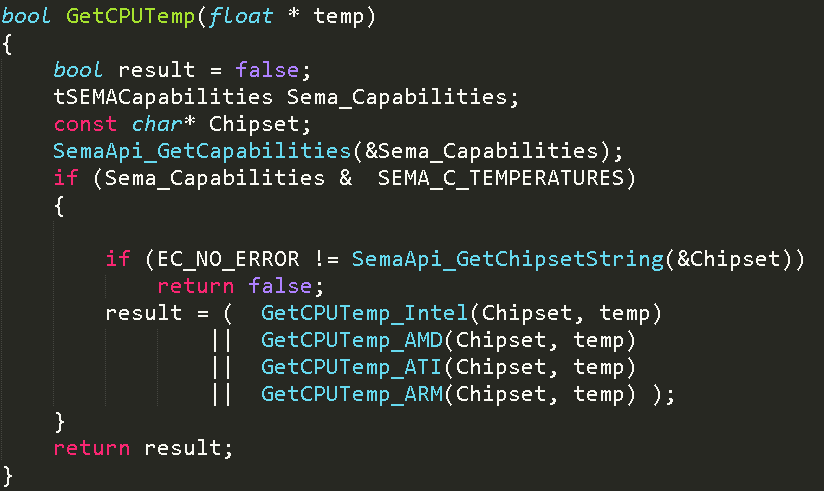 bool GetCPUTemp(float * temp)
{
    bool result = false;
    tSEMACapabilities Sema_Capabilities;
    const char* Chipset;
    SemaApi_GetCapabilities(&Sema_Capabilities);
    if (Sema_Capabilities &  SEMA_C_TEMPERATURES)
    {

        if (EC_NO_ERROR != SemaApi_GetChipsetString(&Chipset))
            return false;
        result = (  GetCPUTemp_Intel(Chipset, temp)
                ||  GetCPUTemp_AMD(Chipset, temp)
                ||  GetCPUTemp_ATI(Chipset, temp)
                ||  GetCPUTemp_ARM(Chipset, temp) );
    }
    return result;
}